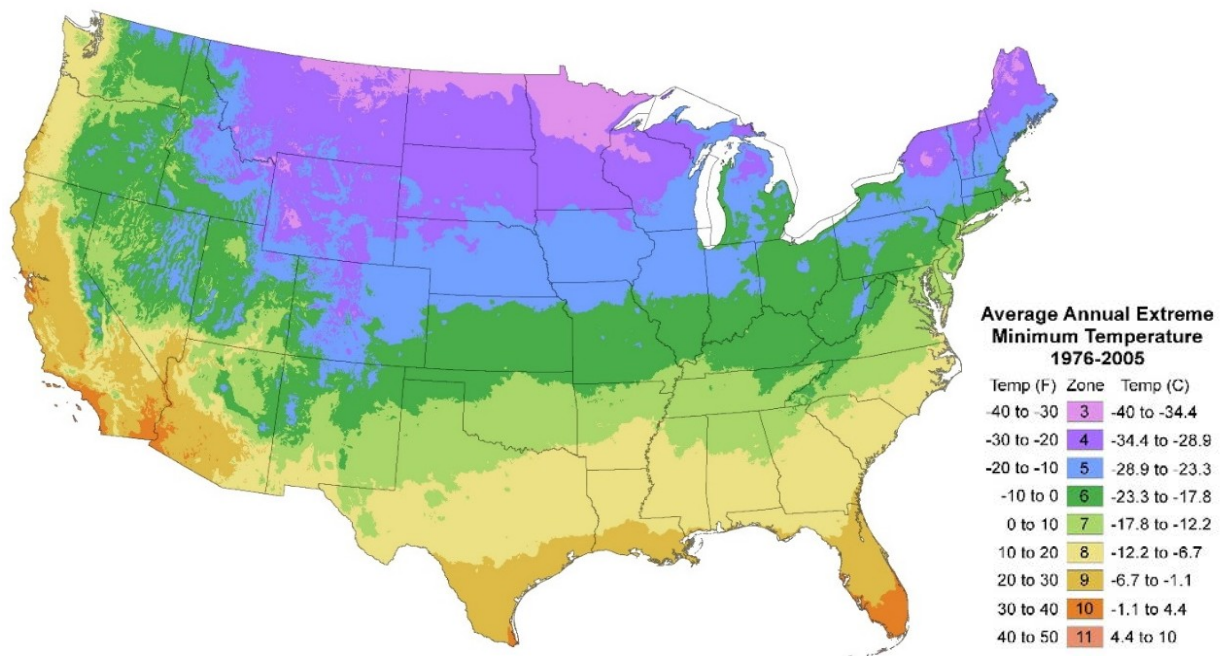 Average Annual Extreme
Minimum Temperature
1976-2005
Temp (F) Zone Temp (C)
-40 to -30 3 -40 to -34.4
-30 to -20 4 -34.4 to -28.9
-20 to -10 5 -28.9 to -23.3
-10 to 0 6 -23.3 to -17.8
0 to 10 7 -17.8 to -12.2
10 to 20 8 -12.2 to -6.7
20 to 30 9 -6.7 to -1.1
30 to 40 10 -1.1 to 4.4
40 to 50 11 4.4 to 10